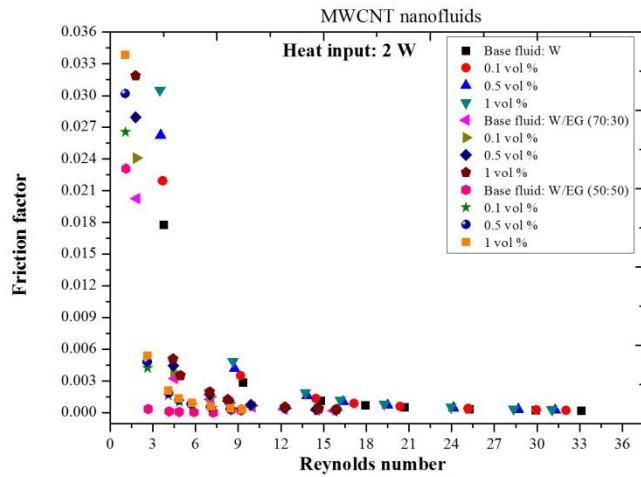 MWCNT nanofluids
Heat input: 2 W
Friction factor
0.036
0.033
0.030
0.027
0.024
0.021
0.018
0.015
0.012
0.009
0.006
0.003
0.000
Base fluid: W
0.1 vol %
0.5 vol %
1 vol %
Base fluid: W/EG (70:30)
0.1 vol %
0.5 vol %
1 vol %
Base fluid: W/EG (50:50)
0.1 vol %
0.5 vol %
1 vol %
0 3 6 9 12 15 18 21 24 27 30 33 36
Reynolds number